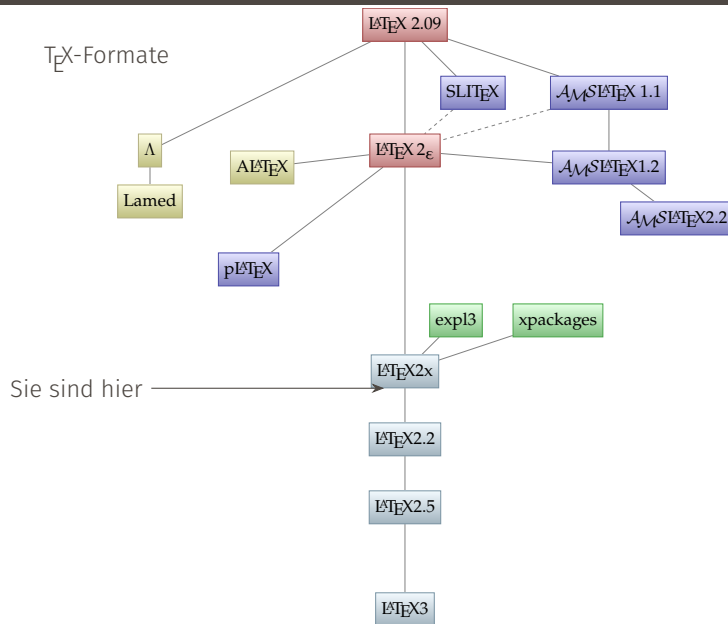 LATEX 2.09
TEX-Formate
SLITEX
AMSLATEX 1.1
Λ
ALATEX
LATEX 2ε
AMSLATEX1.2
Lamed
AMSLATEX2.2
pLATEX
expl3
xpackages
LATEX2x
Sie sind hier
LATEX2.2
LATEX2.5
LATEX3